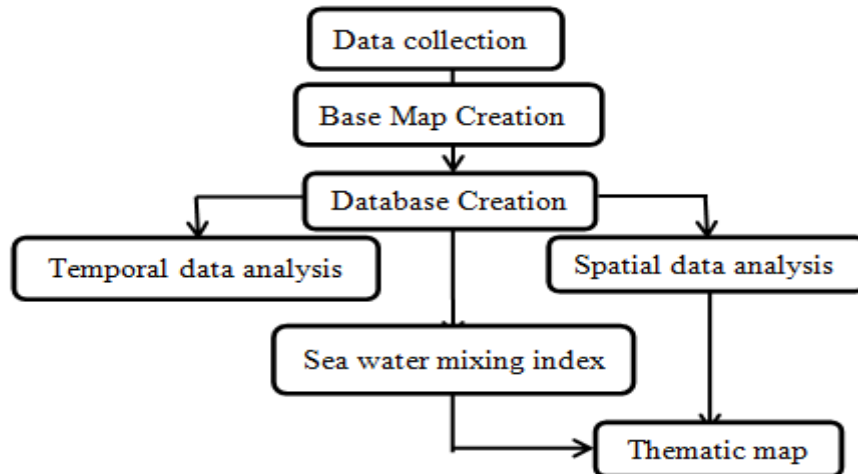 Data collection
Base Map Creation
Database Creation
Temporal data analysis
Spatial data analysis
Sea water mixing index
Thematic map